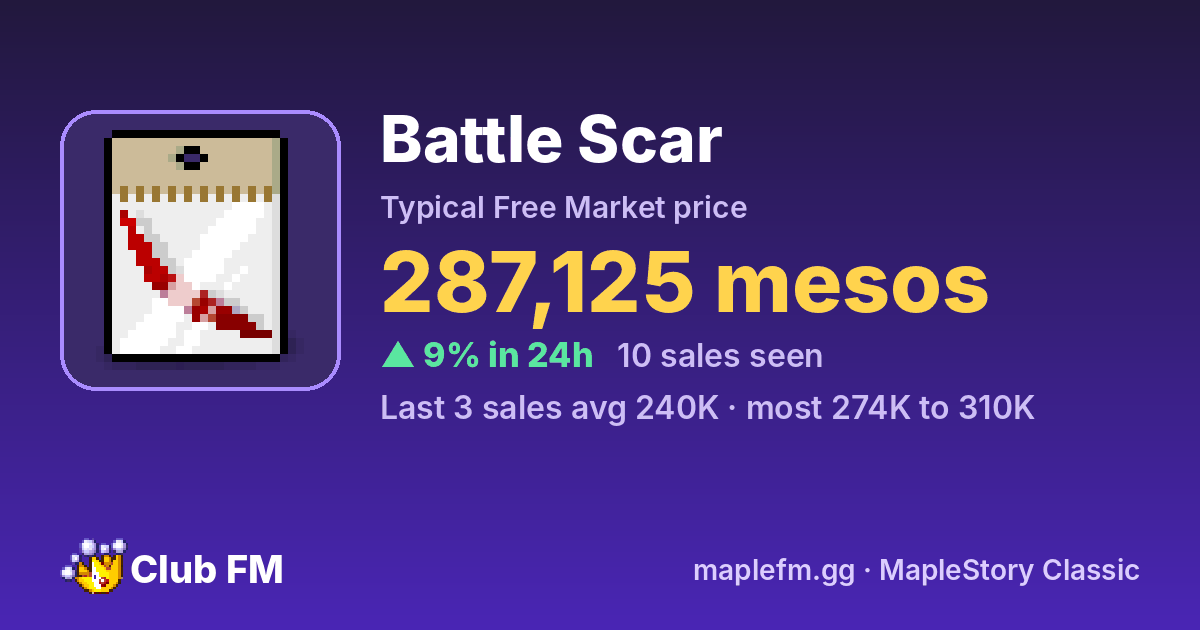 Battle Scar
Typical Free Market price
287,125 mesos
▲ 9% in 24h 10 sales seen
Last 3 sales avg 240K · most 274K to 310K
Club FM
maplefm.gg · MapleStory Classic